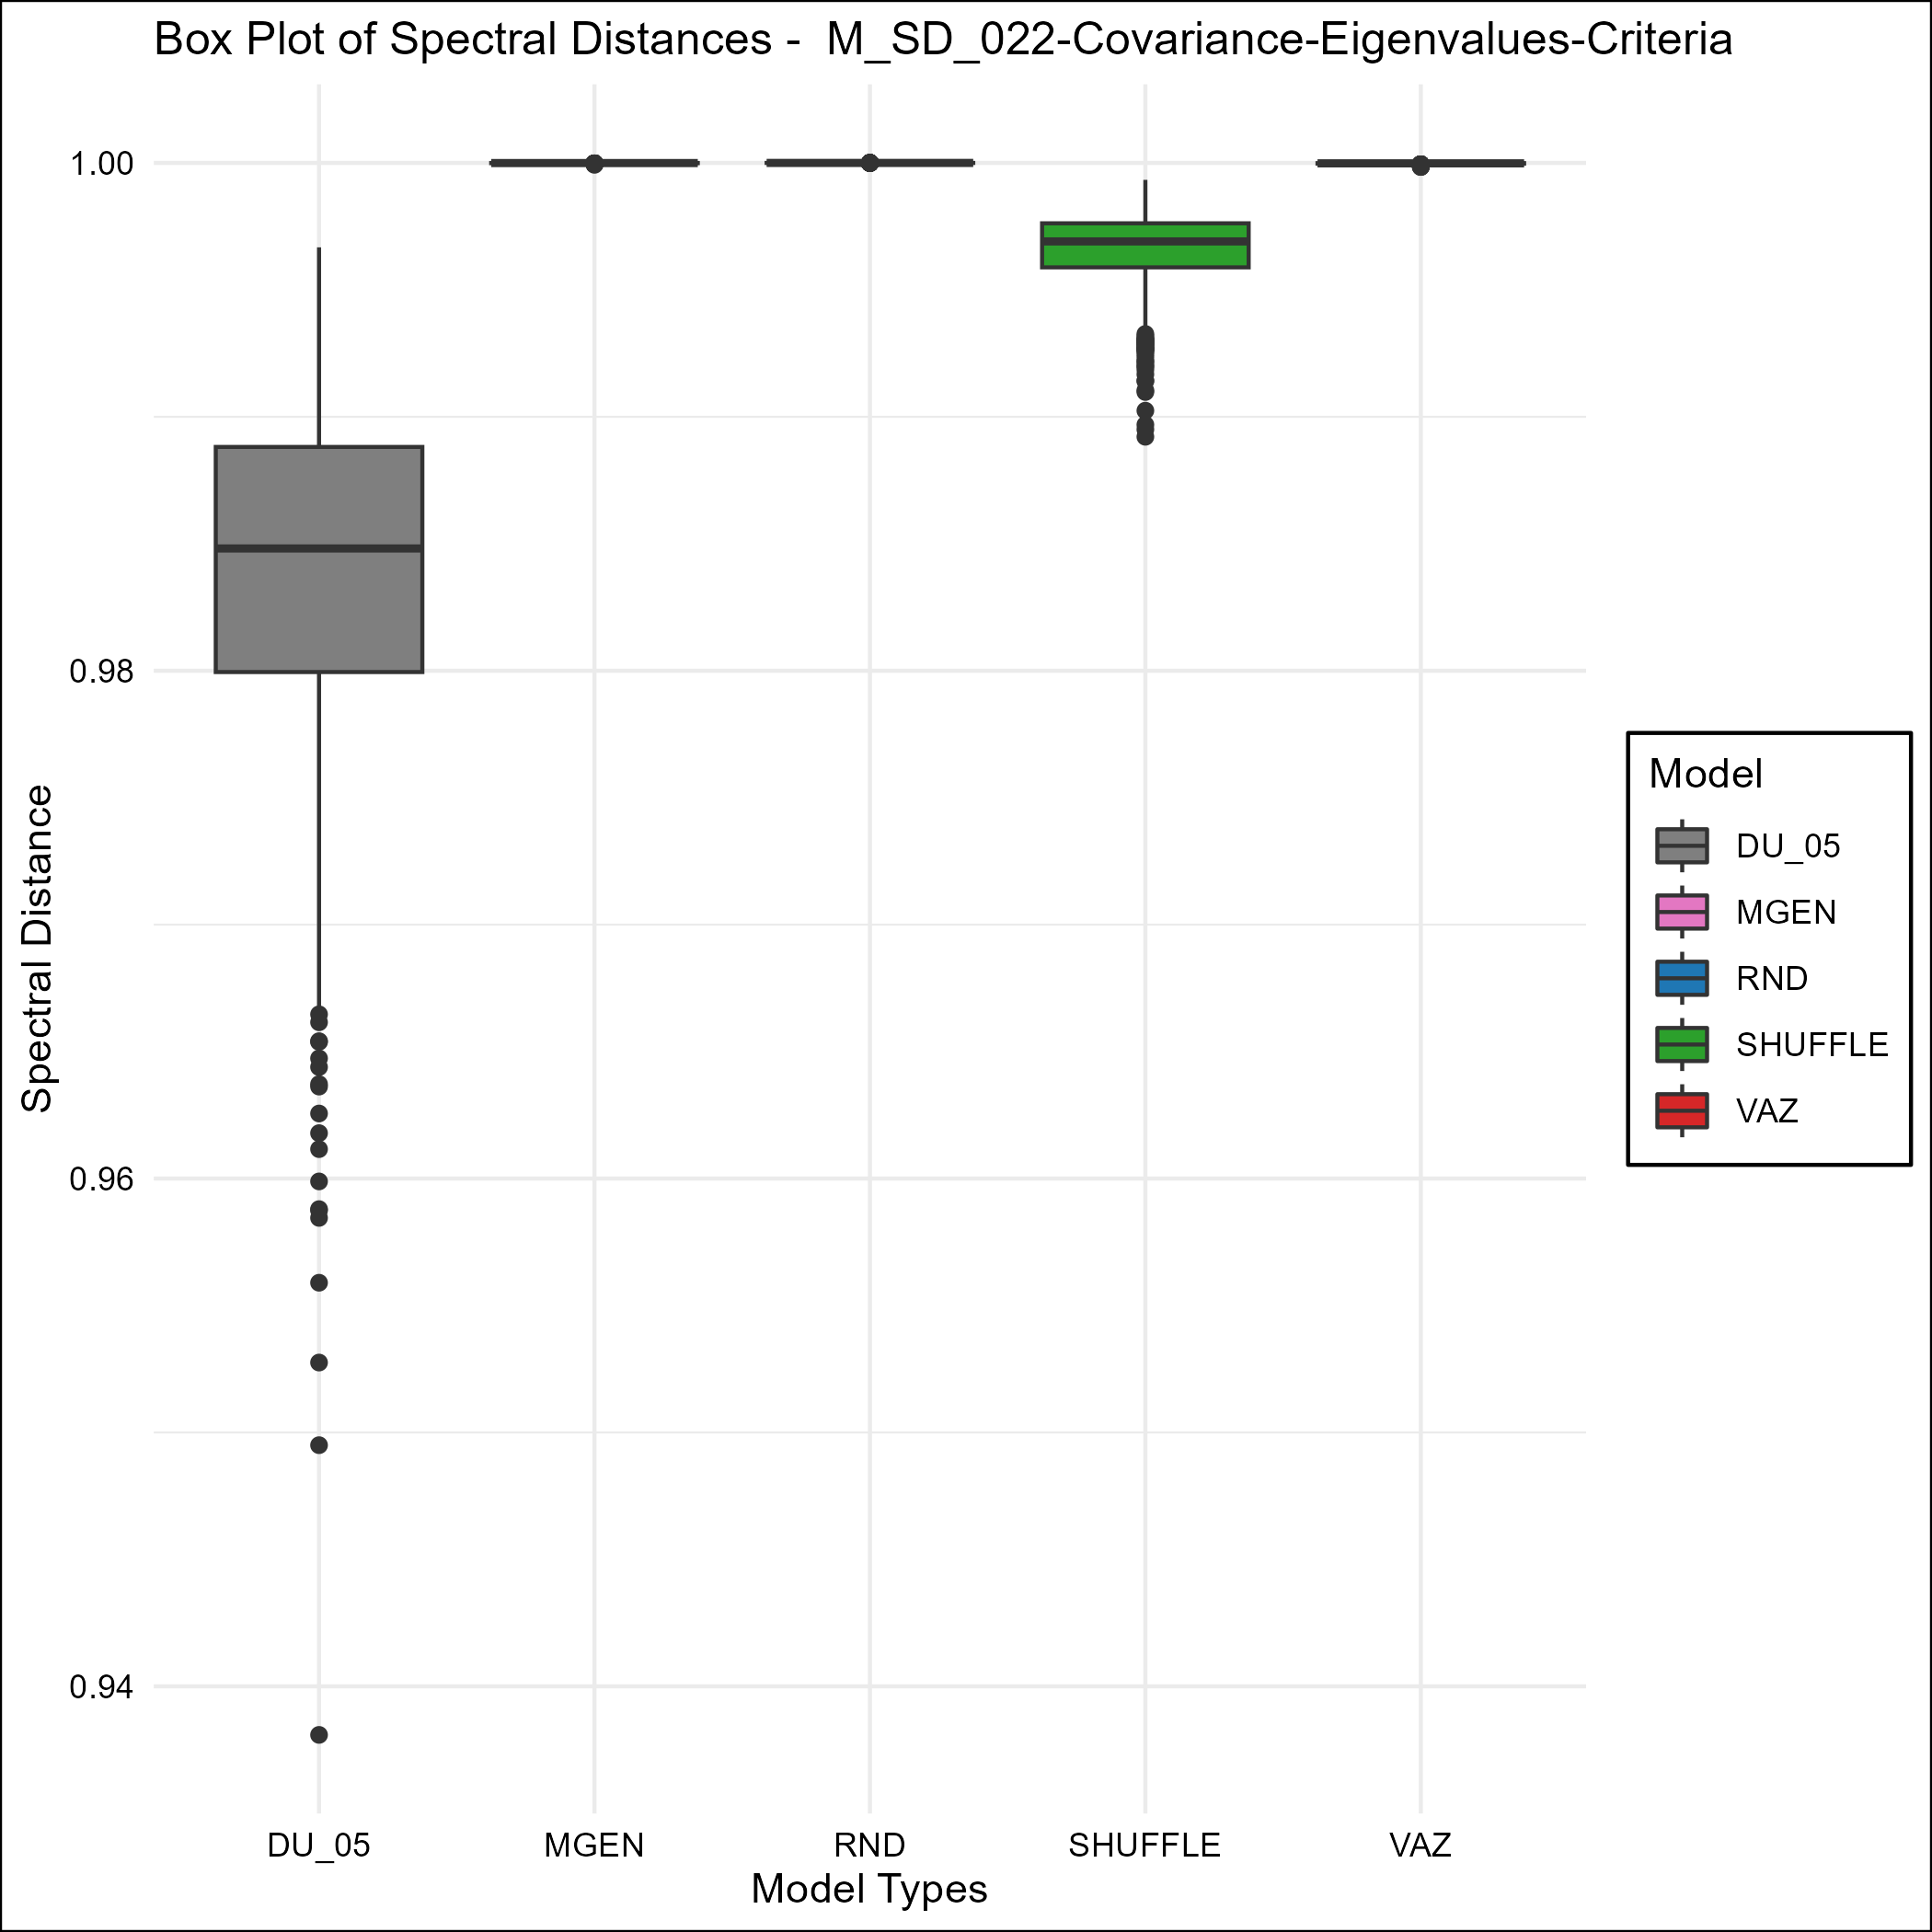 Box Plot of Spectral Distances -  M_SD_022-Covariance-Eigenvalues-Criteria
Spectral Distance
1.00
0.98
0.96
0.94
DU_05
MGEN
RND
SHUFFLE
VAZ
Model Types
Model
DU_05
MGEN
RND
SHUFFLE
VAZ